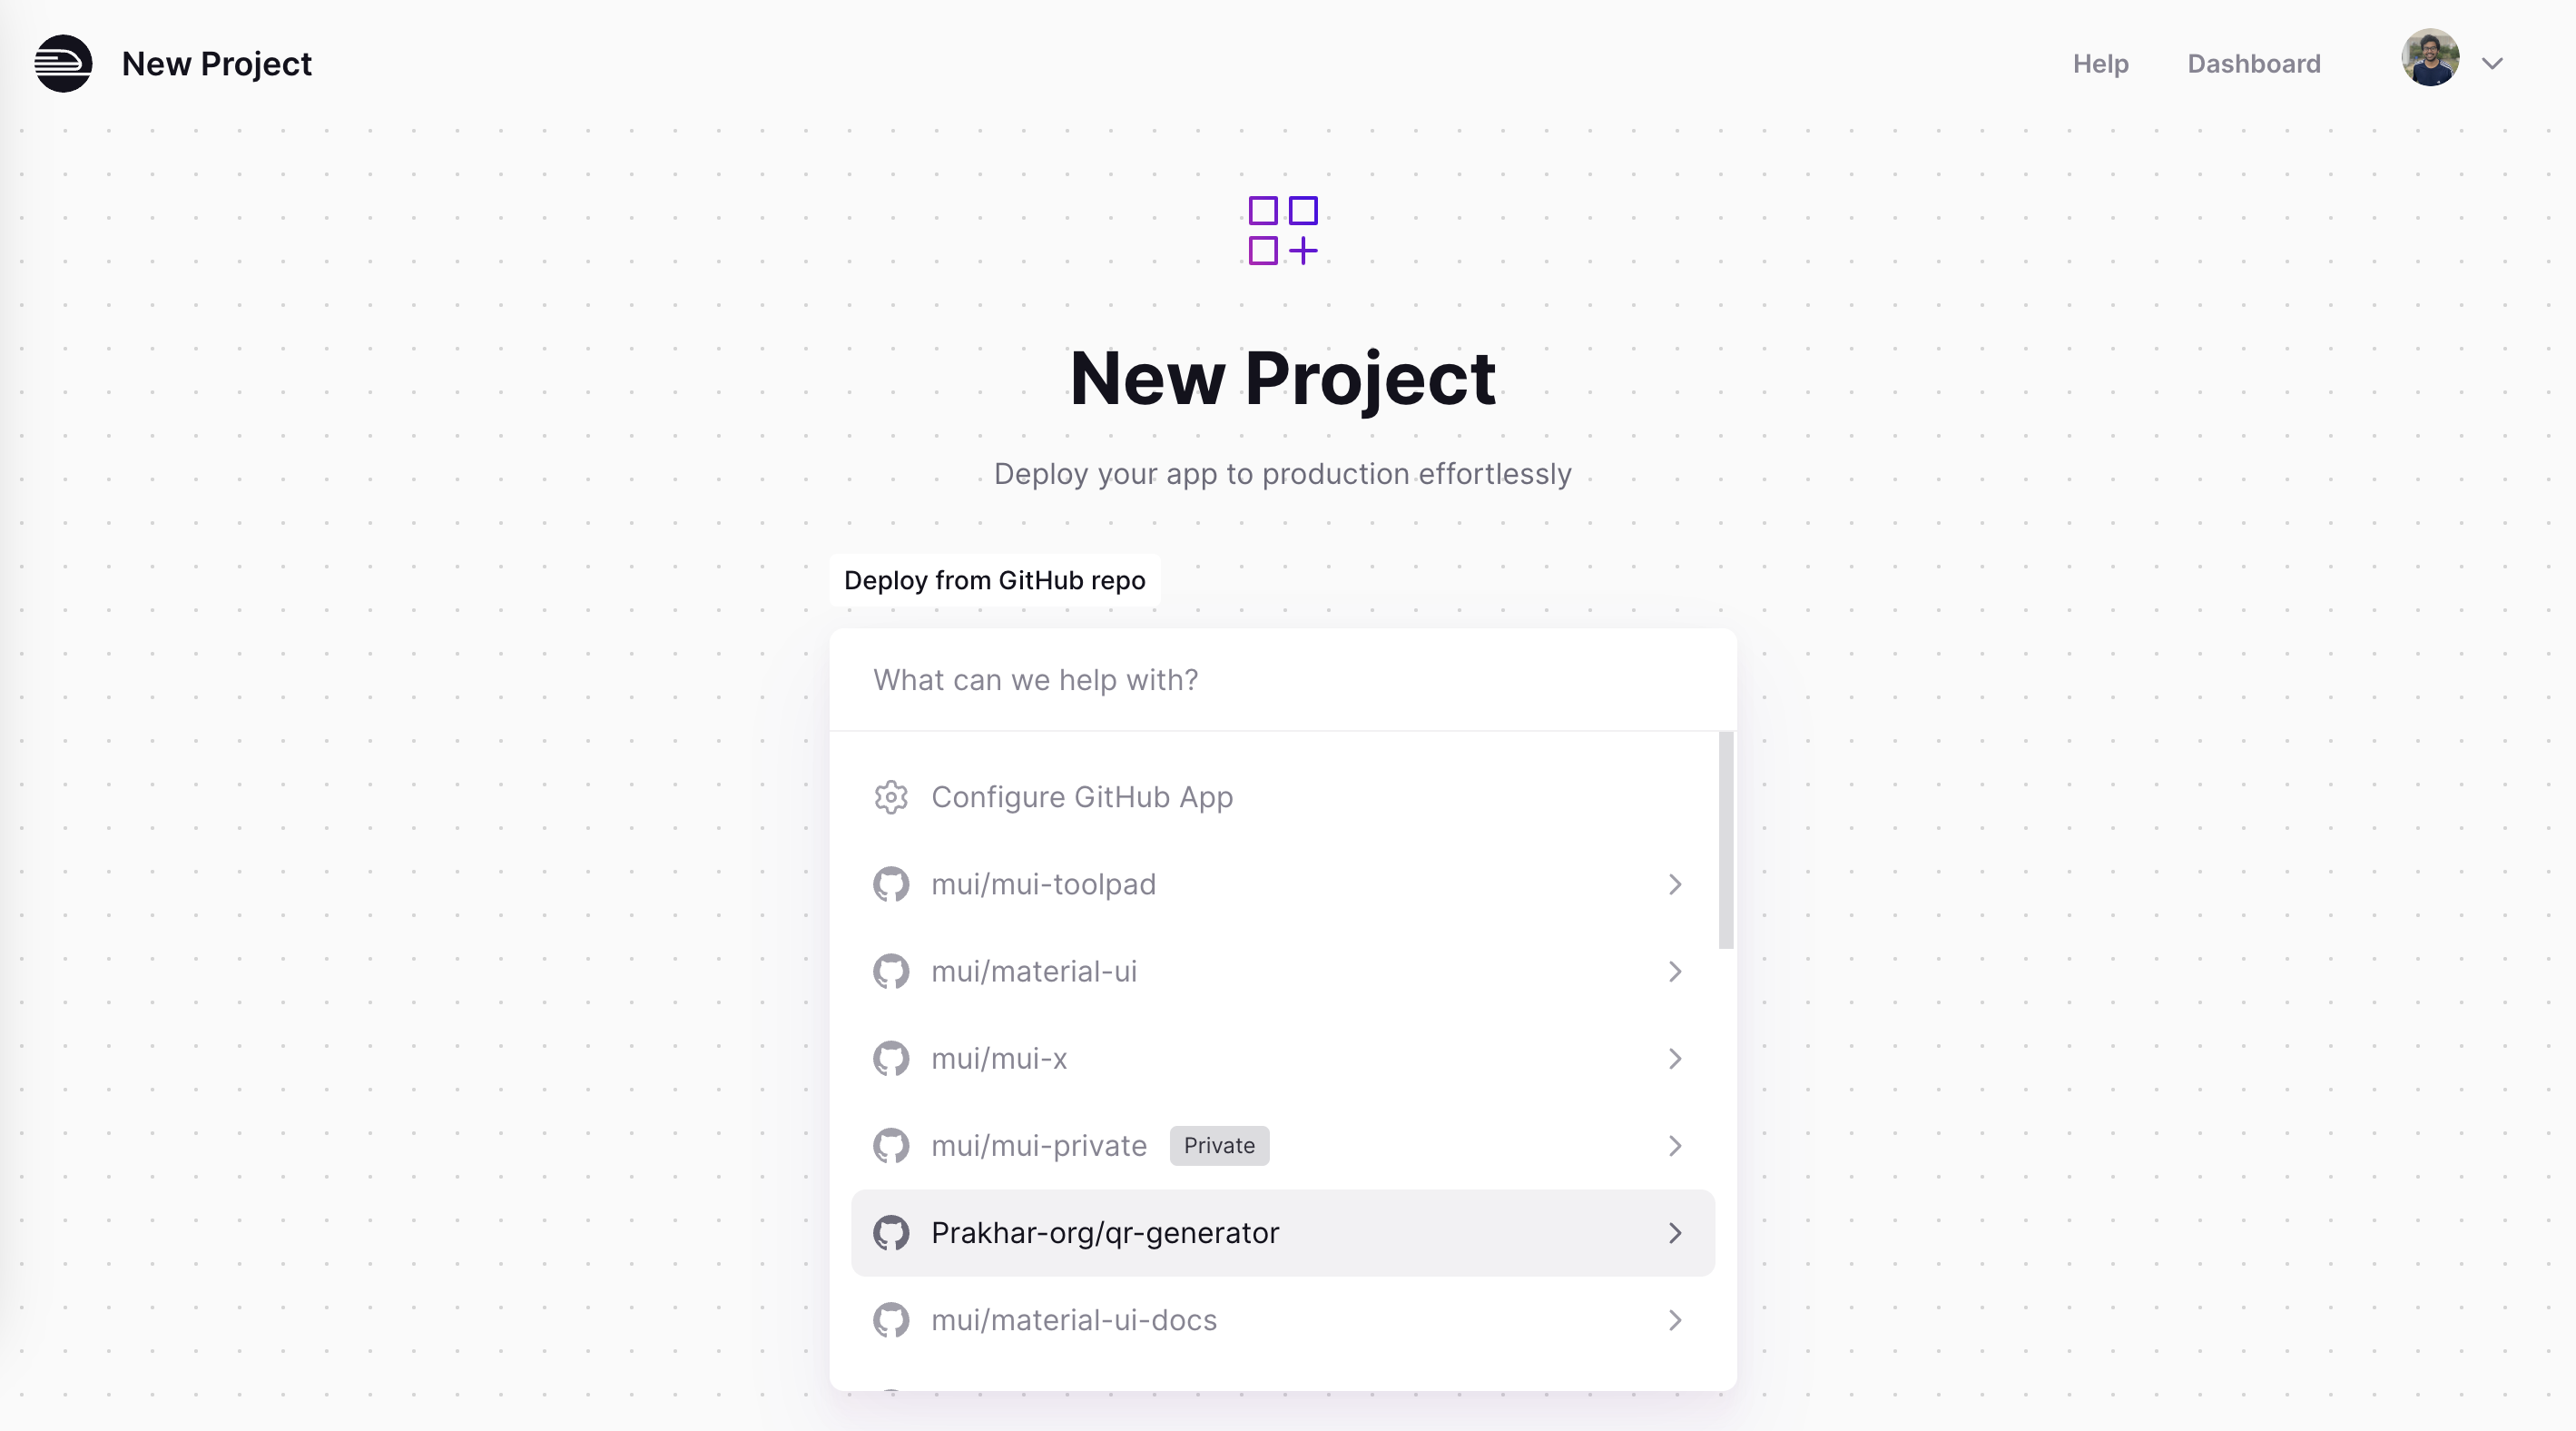 New Project
Help
Dashboard
New Project
Deploy your app to production effortlessly
Deploy from GitHub repo
What can we help with?
Configure GitHub App
mui/mui-toolpad
mui/material-ui
mui/mui-x
mui/mui-private Private
Prakhar-org/qr-generator
mui/material-ui-docs